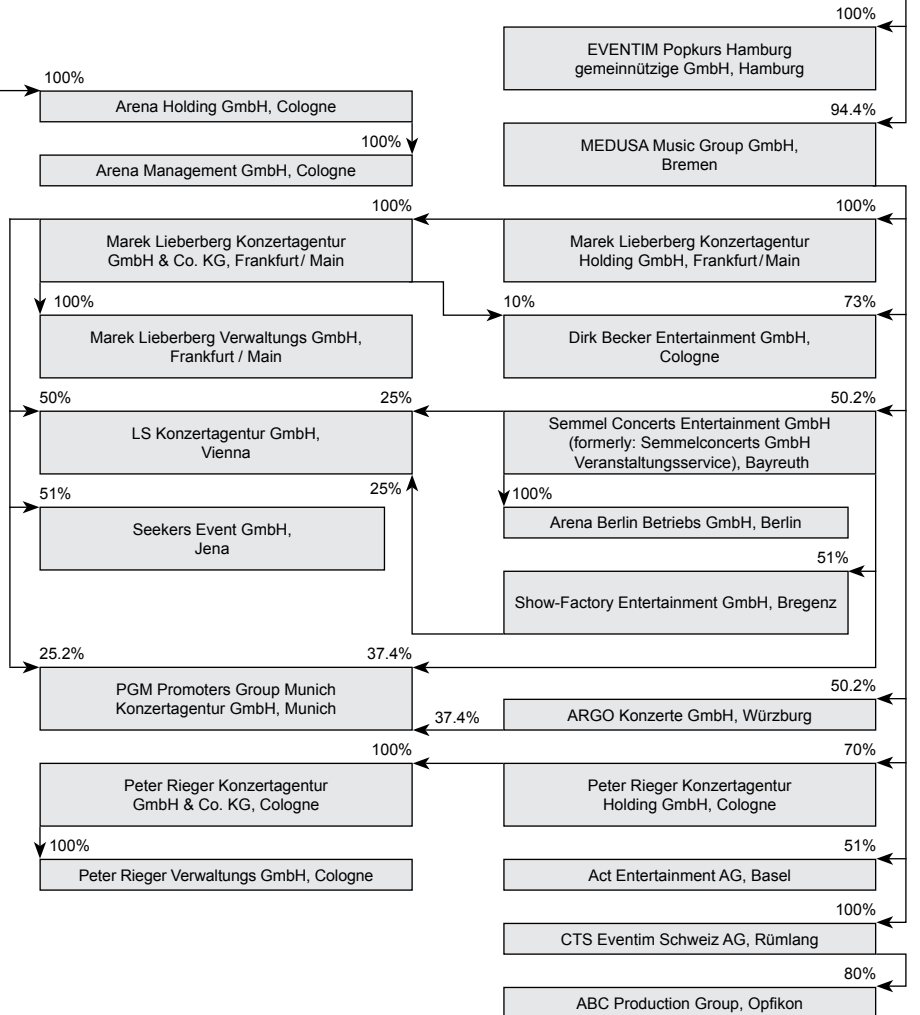 100%
EVENTIM Popkurs Hamburg
gemeinnützige GmbH, Hamburg
100%
Arena Holding GmbH, Cologne
94.4%
MEDUSA Music Group GmbH,
Bremen
100%
Arena Management GmbH, Cologne
100%
Marek Lieberberg Konzertagentur
GmbH & Co. KG, Frankfurt / Main
100%
Marek Lieberberg Konzertagentur
Holding GmbH, Frankfurt / Main
100%
Marek Lieberberg Verwaltungs GmbH,
Frankfurt / Main
10%
73%
Dirk Becker Entertainment GmbH,
Cologne
50%
25%
LS Konzertagentur GmbH,
Vienna
50.2%
Semmel Concerts Entertainment GmbH
(formerly: Semmelconcerts GmbH
Veranstaltungsservice), Bayreuth
25%
51%
Seekers Event GmbH,
Jena
100%
Arena Berlin Betriebs GmbH, Berlin
51%
Show-Factory Entertainment GmbH, Bregenz
25.2%
37.4%
PGM Promoters Group Munich
Konzertagentur GmbH, Munich
50.2%
37.4%
ARGO Konzerte GmbH, Würzburg
100%
Peter Rieger Konzertagentur
GmbH & Co. KG, Cologne
70%
Peter Rieger Konzertagentur
Holding GmbH, Cologne
100%
Peter Rieger Verwaltungs GmbH, Cologne
51%
Act Entertainment AG, Basel
100%
CTS Eventim Schweiz AG, Rümlang
80%
ABC Production Group, Opfikon